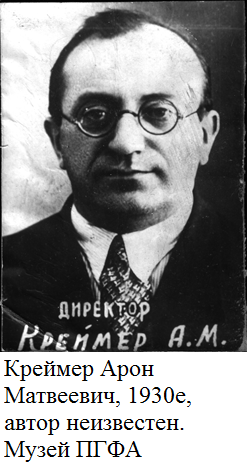 ДИРЕКТОР
КРЕЙМЕР А.М.
Креймер Арон
Матвеевич, 1930е,
автор неизвестен.
Музей ПГФА